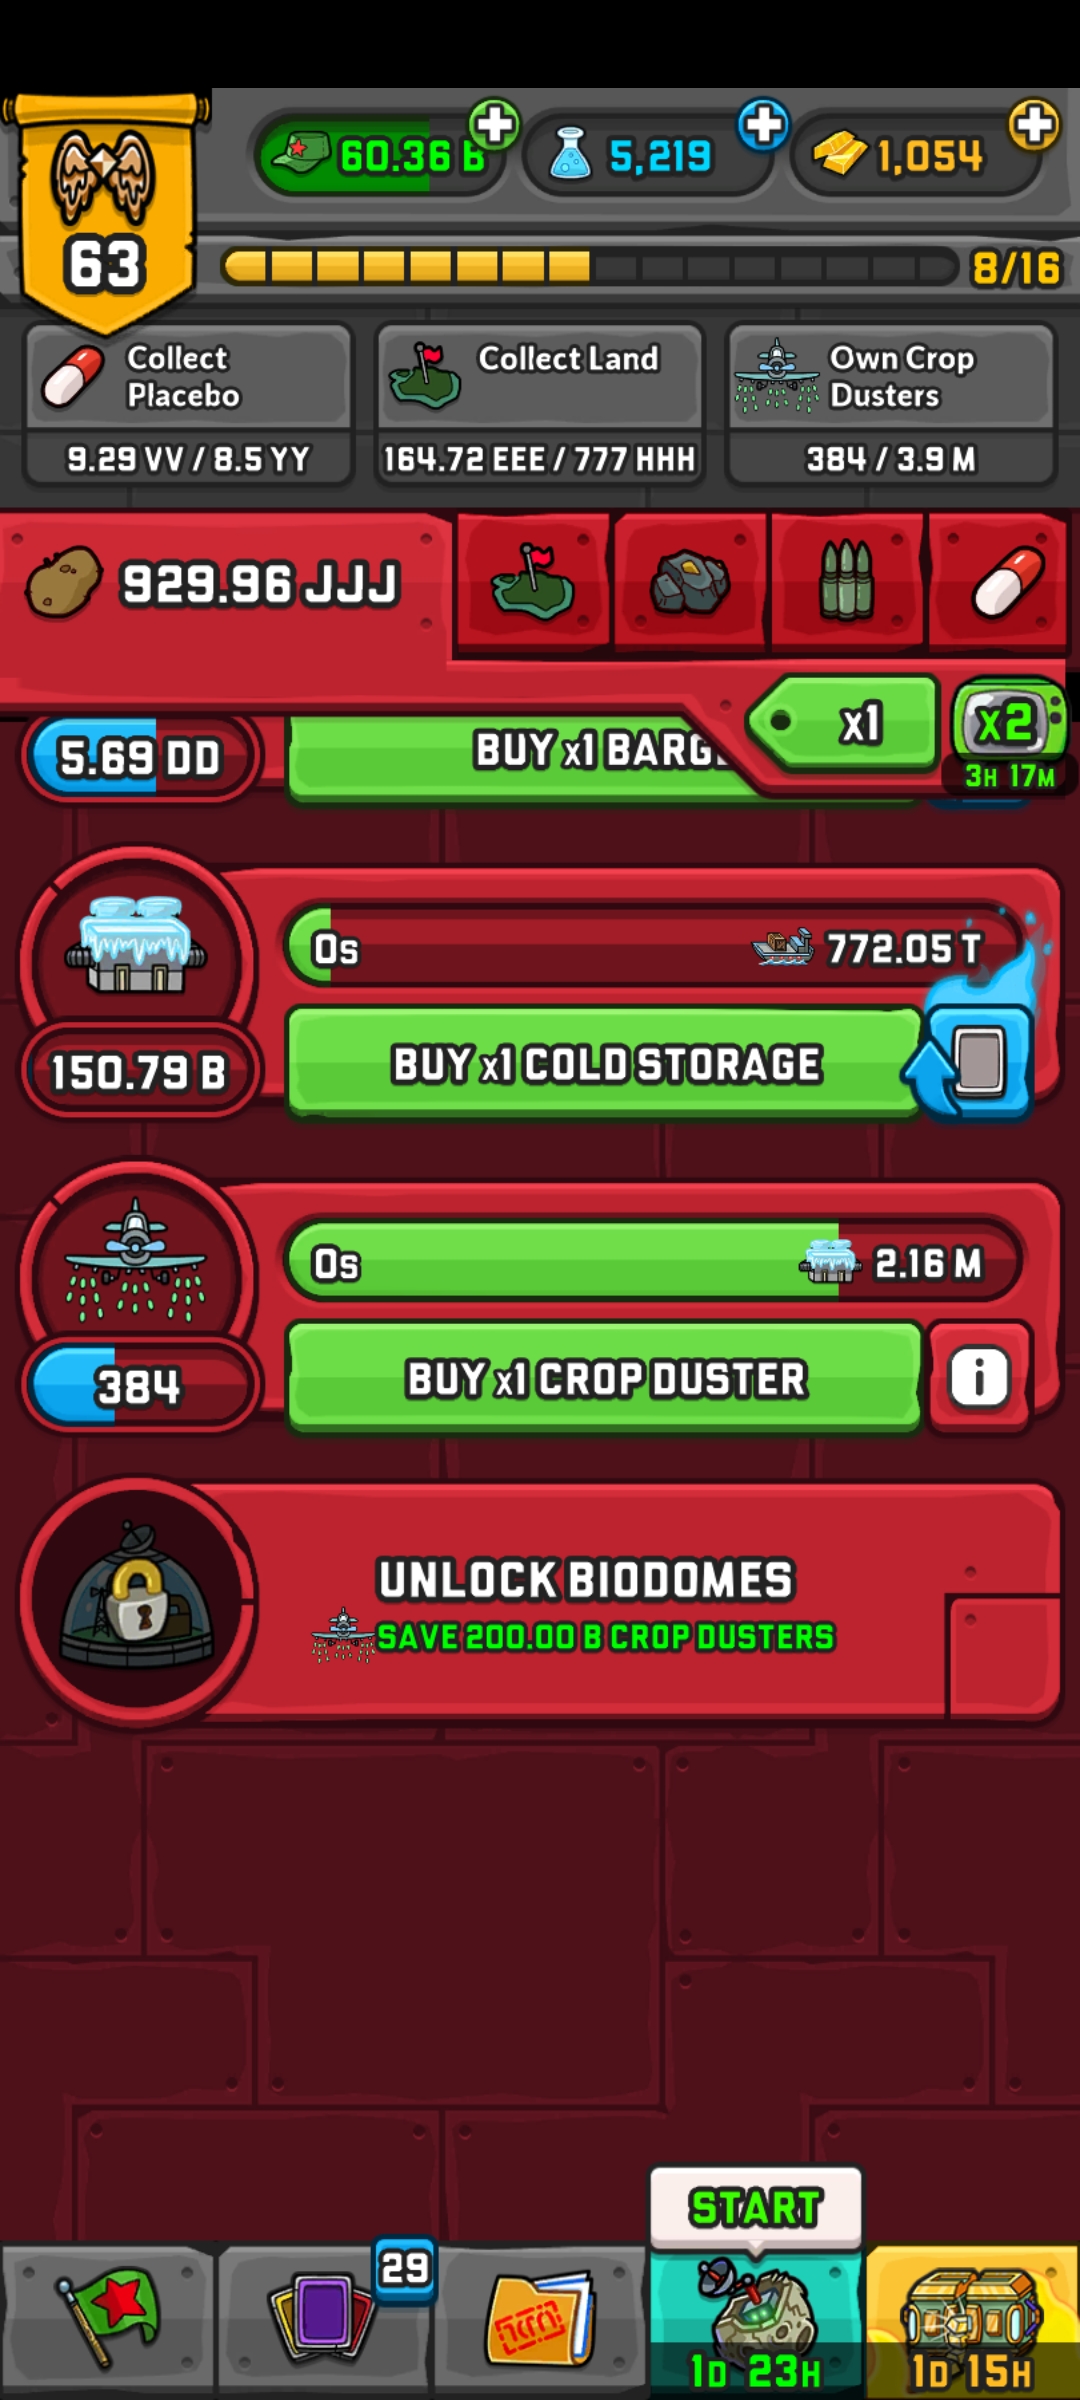 60.36 B
5,219
1,054
63
8/16
Collect
Placebo
9.29 VV / 8.5 YY
Collect Land
164.72 EEE / 777 HHH
Own Crop
Dusters
384 / 3.9 M
929.96 JJJ
x1
x2
3H 17M
5.69 DD
BUY x1 BARG
0s
772.05 T
150.79 B
BUY x1 COLD STORAGE
0s
2.16 M
384
BUY x1 CROP DUSTER
i
UNLOCK BIODOMES
SAVE 200.00 B CROP DUSTERS
START
29
1D 23H
1D 15H